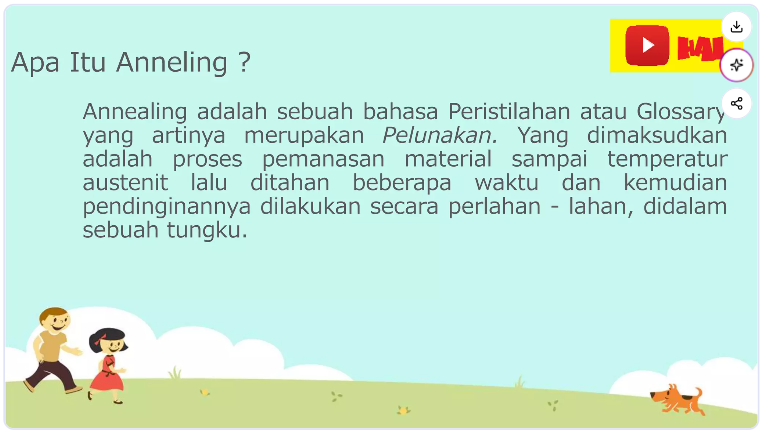 Apa Itu Anneling ?
Annealing adalah sebuah bahasa Peristilahan atau Glossary
yang artinya merupakan Pelunakan. Yang dimaksudkan
adalah proses pemanasan material sampai temperatur
austenit lalu ditahan beberapa waktu dan kemudian
pendinginannya dilakukan secara perlahan - lahan, didalam
sebuah tungku.